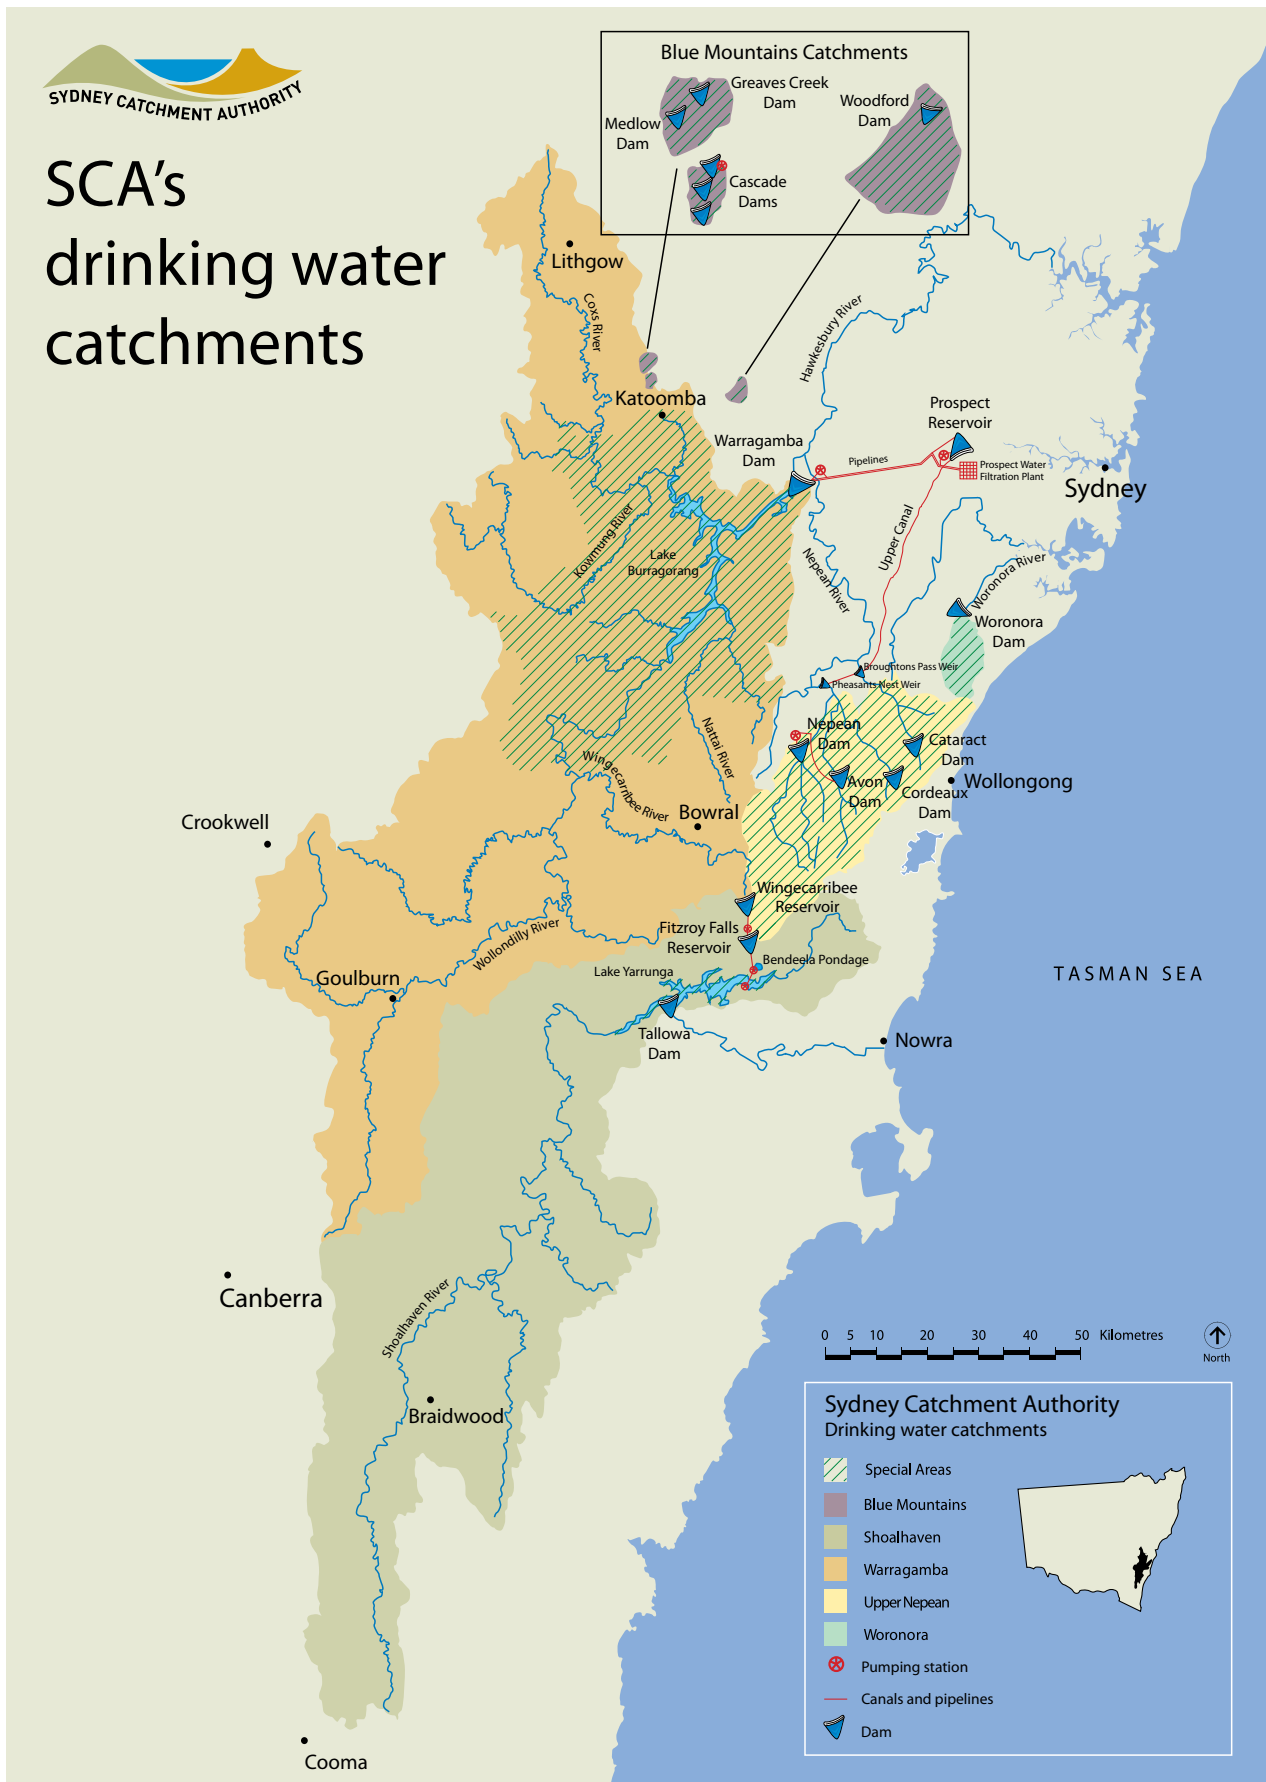 SYDNEY CATCHMENT AUTHORITY
SCA's
drinking water
catchments
Blue Mountains Catchments
Greaves Creek
Dam
Woodford
Dam
Medlow
Dam
Cascade
Dams
Lithgow
Coxs River
Hawkesbury River
Katoomba
Prospect
Reservoir
Warragamba
Dam
Pipelines
Prospect Water
Filtration Plant
Sydney
Upper Canal
Kowmung River
Lake
Burragorang
Nepean River
Woronora River
Woronora
Dam
Broughtons Pass Weir
Pheasants Nest Weir
Nattai River
Nepean
Dam
Cataract
Dam
Wingecarribee River
Avon
Dam
Cordeaux
Dam
Wollongong
Bowral
Crookwell
Wingecarribee
Reservoir
Fitzroy Falls
Reservoir
Wollondilly River
Bendeela Pondage
Lake Yarrunga
Goulburn
TASMAN SEA
Tallowa
Dam
Nowra
Canberra
Shoalhaven River
Braidwood
Cooma
0 5 10 20 30 40 50 Kilometres
North
Sydney Catchment Authority
Drinking water catchments
Special Areas
Blue Mountains
Shoalhaven
Warragamba
Upper Nepean
Woronora
Pumping station
Canals and pipelines
Dam